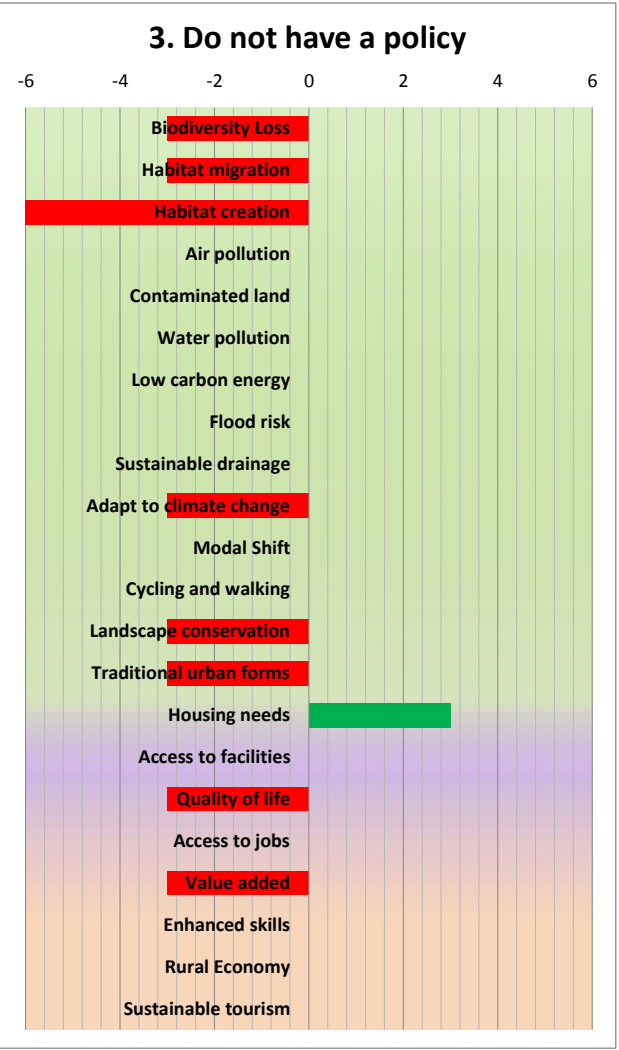 3. Do not have a policy
-6 -4 -2 0 2 4 6
Biodiversity Loss
Habitat migration
Habitat creation
Air pollution
Contaminated land
Water pollution
Low carbon energy
Flood risk
Sustainable drainage
Adapt to climate change
Modal Shift
Cycling and walking
Landscape conservation
Traditional urban forms
Housing needs
Access to facilities
Quality of life
Access to jobs
Value added
Enhanced skills
Rural Economy
Sustainable tourism